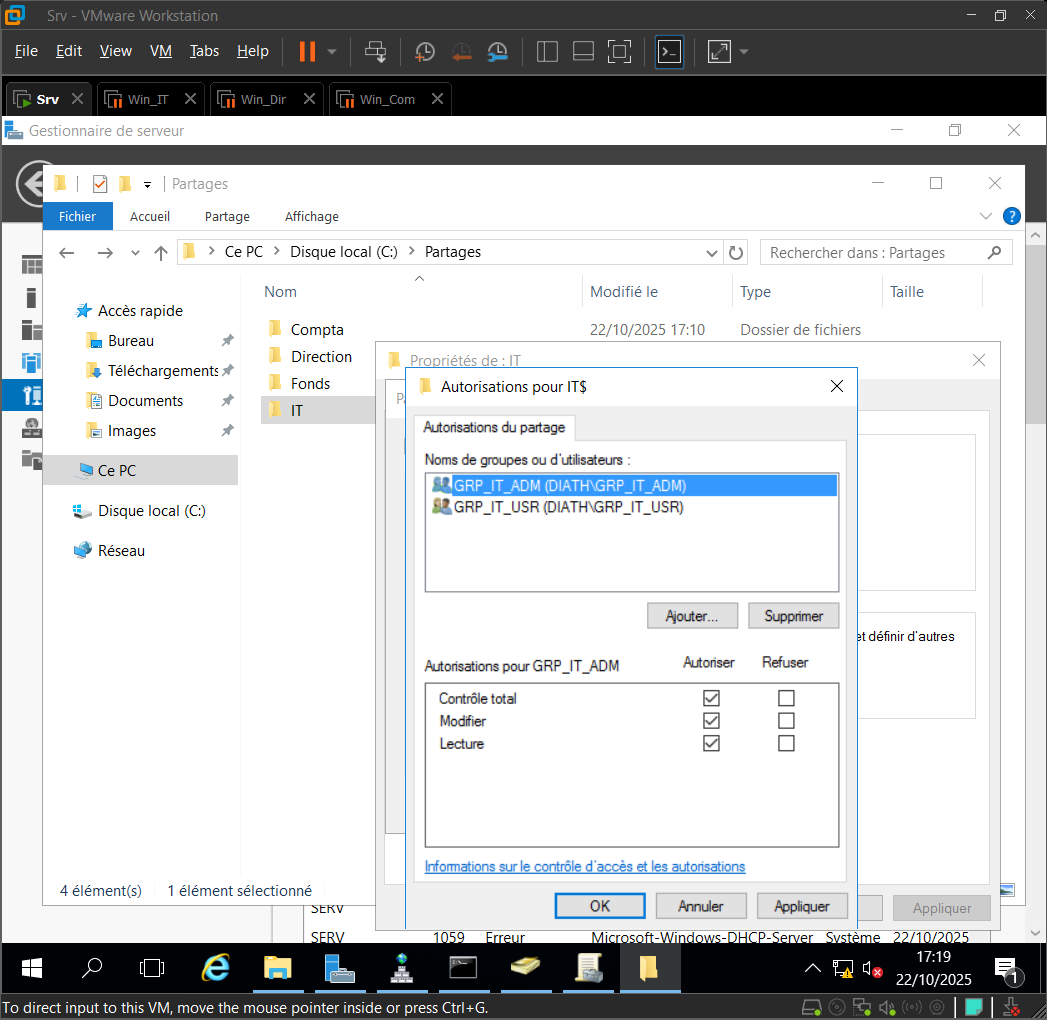 Srv - VMware Workstation
File Edit View VM Tabs Help
Srv Win_IT Win_Dir Win_Com
Gestionnaire de serveur
Partages
Fichier Accueil Partage Affichage
Ce PC Disque local (C:) Partages
Rechercher dans : Partages
Nom Modifié le Type Taille
Accès rapide
Bureau
Téléchargements
Documents
Images
Ce PC
Disque local (C:)
Réseau
Compta 22/10/2025 17:10 Dossier de fichiers
Direction
Fonds
IT
Propriétés de : IT
Autorisations pour IT$
Autorisations du partage
Noms de groupes ou d'utilisateurs :
GRP_IT_ADM (DIATH\GRP_IT_ADM)
GRP_IT_USR (DIATH\GRP_IT_USR)
Ajouter... Supprimer
et définir d'autres
Autorisations pour GRP_IT_ADM Autoriser Refuser
Contrôle total
Modifier
Lecture
Informations sur le contrôle d'accès et les autorisations
OK Annuler Appliquer
Appliquer
4 élément(s) 1 élément sélectionné
SERV
SERV 1059 Erreur Microsoft-Windows-DHCP-Server Système 22/10/2025
17:19
22/10/2025
1
To direct input to this VM, move the mouse pointer inside or press Ctrl+G.